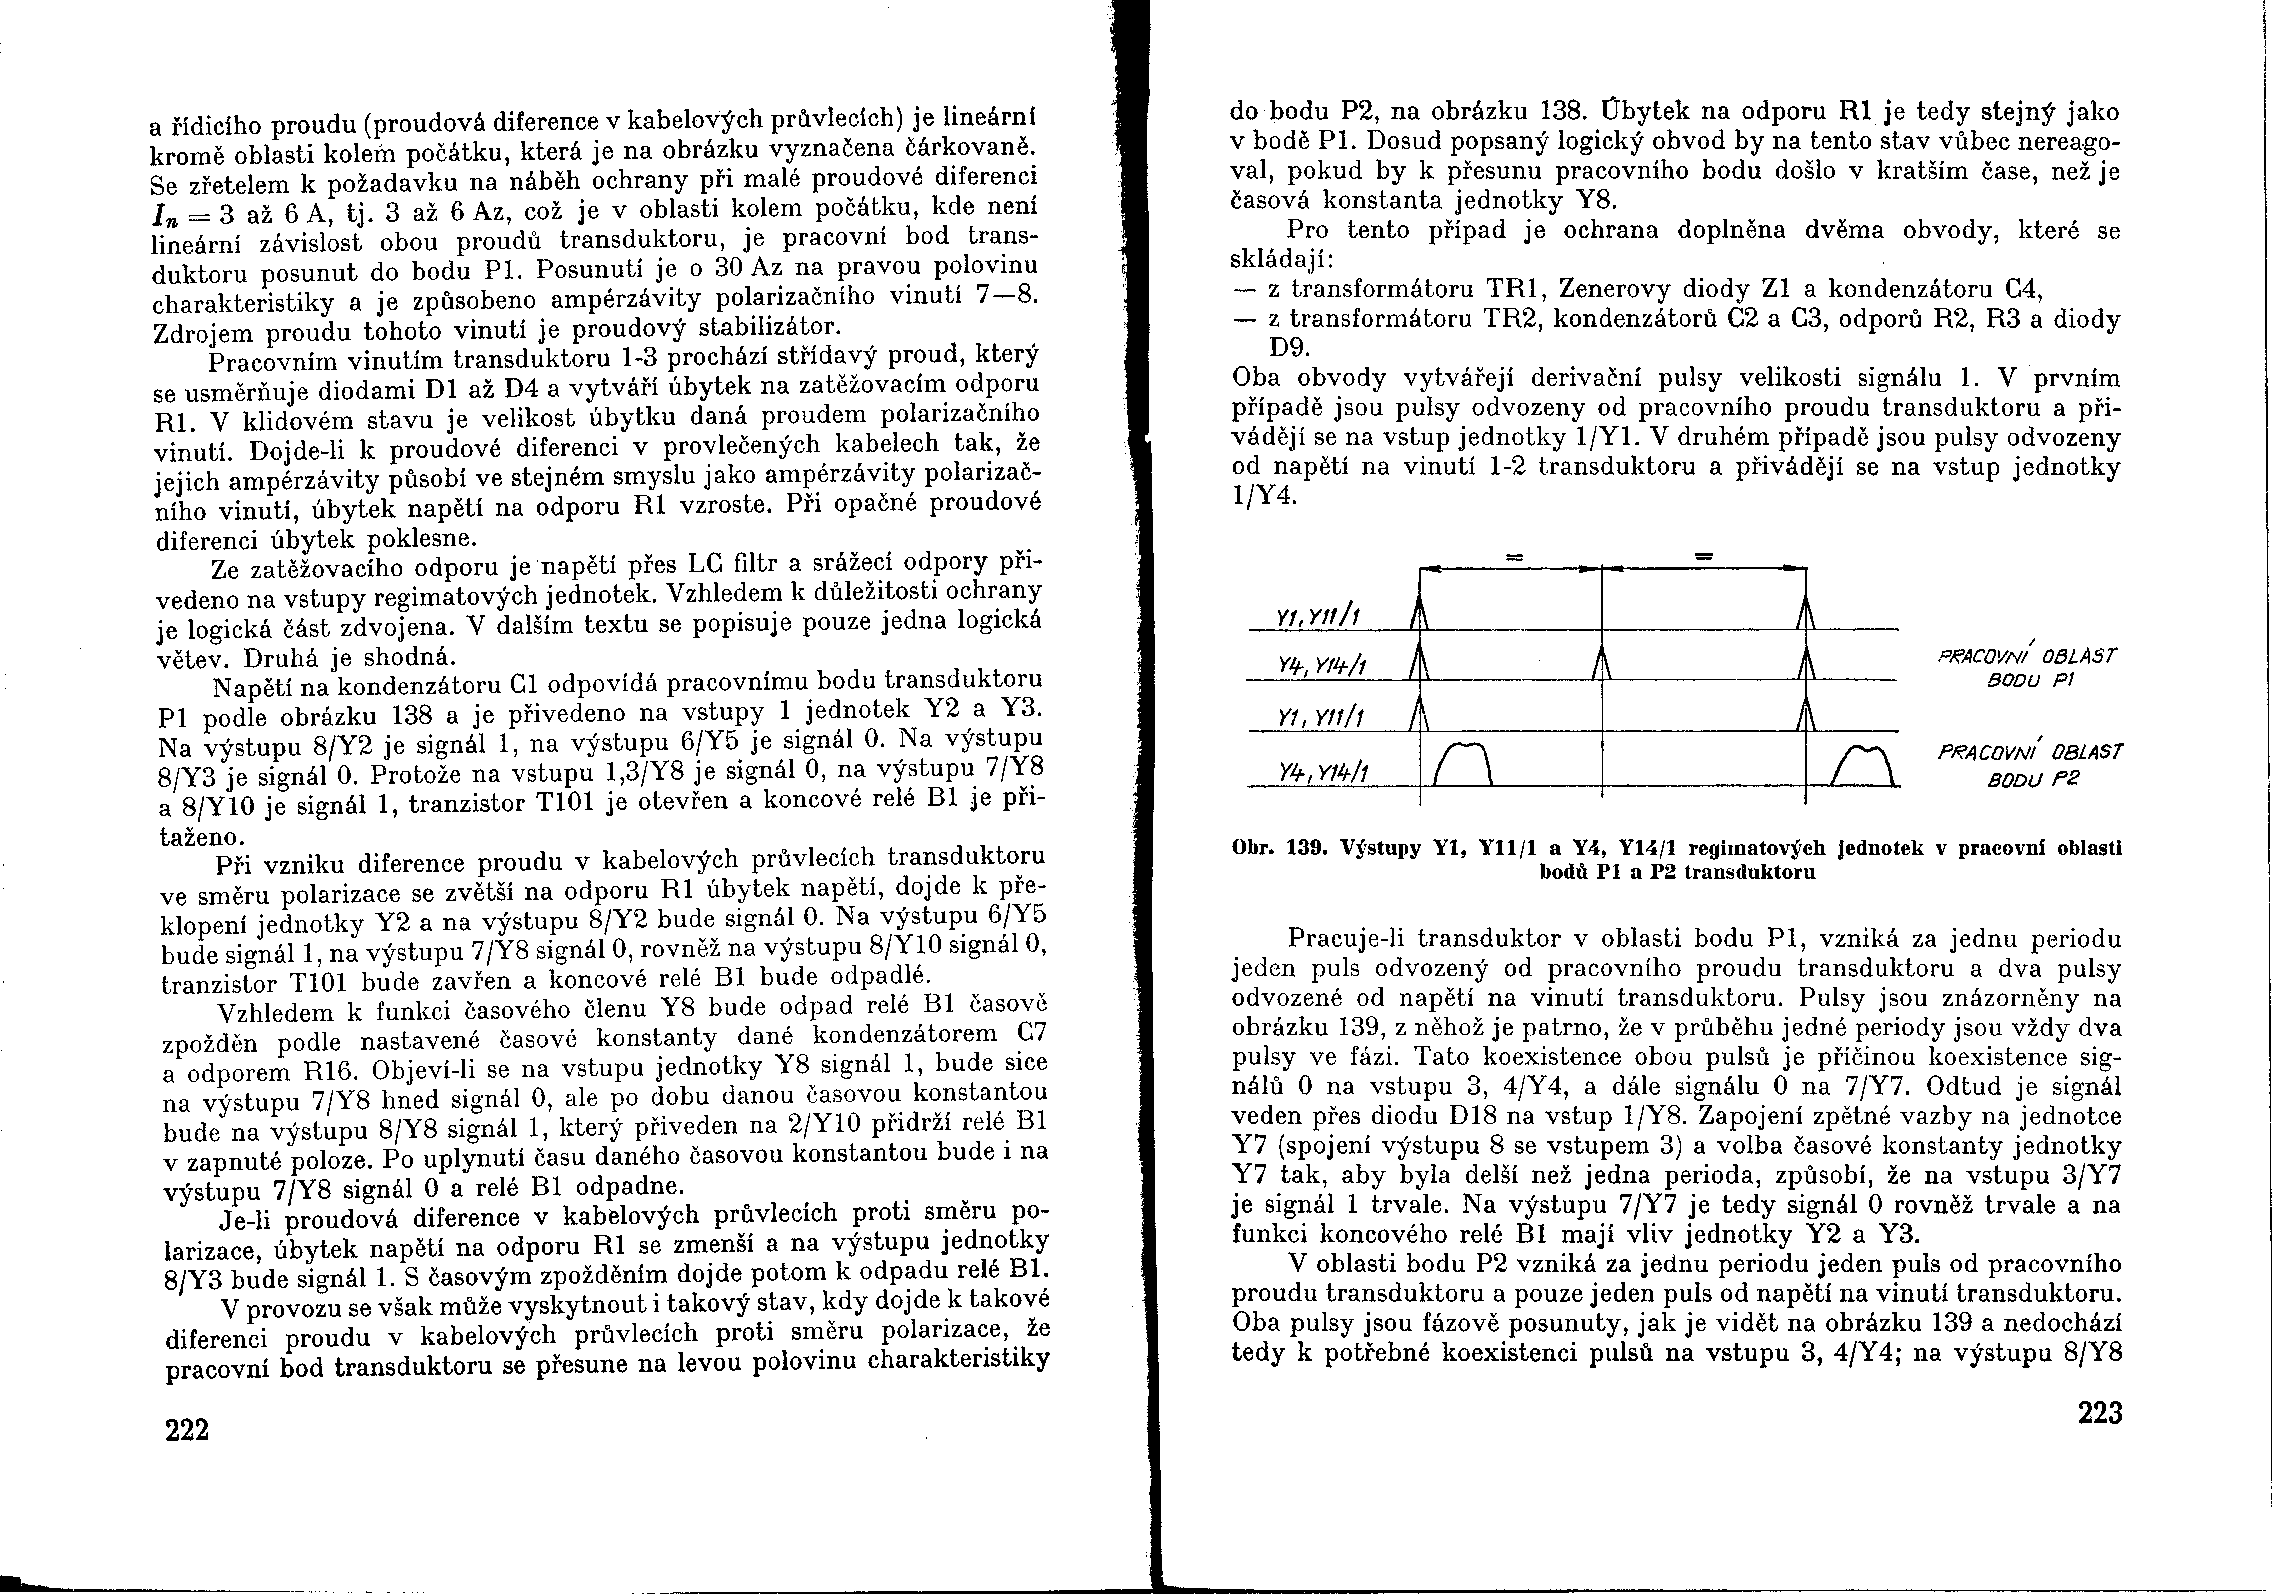 a řídicího proudu (proudová diference v kabelových průvlecích) je lineární
kromě oblasti kolem počátku, která je na obrázku vyznačena čárkovaně.
Se zřetelem k požadavku na náběh ochrany při malé proudové diferenci
In = 3 až 6 A, tj. 3 až 6 Az, což je v oblasti kolem počátku, kde není
lineární závislost obou proudů transduktoru, je pracovní bod trans-
duktoru posunut do bodu P1. Posunutí je o 30 Az na pravou polovinu
charakteristiky a je způsobeno ampérzávity polarizačního vinutí 7—8.
Zdrojem proudu tohoto vinutí je proudový stabilizátor.
Pracovním vinutím transduktoru 1-3 prochází střídavý proud, který
se usměrňuje diodami D1 až D4 a vytváří úbytek na zatěžovacím odporu
R1. V klidovém stavu je velikost úbytku daná proudem polarizačního
vinutí. Dojde-li k proudové diferenci v provlečených kabelech tak, že
jejich ampérzávity působí ve stejném smyslu jako ampérzávity polarizač-
ního vinutí, úbytek napětí na odporu R1 vzroste. Při opačné proudové
diferenci úbytek poklesne.
Ze zatěžovacího odporu je napětí přes LC filtr a srážecí odpory při-
vedeno na vstupy regimatových jednotek. Vzhledem k důležitosti ochrany
je logická část zdvojena. V dalším textu se popisuje pouze jedna logická
větev. Druhá je shodná.
Napětí na kondenzátoru C1 odpovídá pracovnímu bodu transduktoru
P1 podle obrázku 138 a je přivedeno na vstupy 1 jednotek Y2 a Y3.
Na výstupu 8/Y2 je signál 1, na výstupu 6/Y5 je signál 0. Na výstupu
8/Y3 je signál 0. Protože na vstupu 1,3/Y8 je signál 0, na výstupu 7/Y8
a 8/Y10 je signál 1, tranzistor T101 je otevřen a koncové relé B1 je při-
taženo.
Při vzniku diference proudu v kabelových průvlecích transduktoru
ve směru polarizace se zvětší na odporu R1 úbytek napětí, dojde k pře-
klopení jednotky Y2 a na výstupu 8/Y2 bude signál 0. Na výstupu 6/Y5
bude signál 1, na výstupu 7/Y8 signál 0, rovněž na výstupu 8/Y10 signál 0,
tranzistor T101 bude zavřen a koncové relé B1 bude odpadlé.
Vzhledem k funkci časového členu Y8 bude odpad relé B1 časově
zpožděn podle nastavené časové konstanty dané kondenzátorem C7
a odporem R16. Objeví-li se na vstupu jednotky Y8 signál 1, bude sice
na výstupu 7/Y8 hned signál 0, ale po dobu danou časovou konstantou
bude na výstupu 8/Y8 signál 1, který přiveden na 2/Y10 přidrží relé B1
v zapnuté poloze. Po uplynutí času daného časovou konstantou bude i na
výstupu 7/Y8 signál 0 a relé B1 odpadne.
Je-li proudová diference v kabelových průvlecích proti směru po-
larizace, úbytek napětí na odporu R1 se zmenší a na výstupu jednotky
8/Y3 bude signál 1. S časovým zpožděním dojde potom k odpadu relé B1.
V provozu se však může vyskytnout i takový stav, kdy dojde k takové
diferenci proudu v kabelových průvlecích proti směru polarizace, že
pracovní bod transduktoru se přesune na levou polovinu charakteristiky
222
do bodu P2, na obrázku 138. Úbytek na odporu R1 je tedy stejný jako
v bodě P1. Dosud popsaný logický obvod by na tento stav vůbec nereago-
val, pokud by k přesunu pracovního bodu došlo v kratším čase, než je
časová konstanta jednotky Y8.
Pro tento případ je ochrana doplněna dvěma obvody, které se
skládají:
— z transformátoru TR1, Zenerovy diody Z1 a kondenzátoru C4,
— z transformátoru TR2, kondenzátorů C2 a C3, odporů R2, R3 a diody
D9.
Oba obvody vytvářejí derivační pulsy velikosti signálu 1. V prvním
případě jsou pulsy odvozeny od pracovního proudu transduktoru a při-
vádějí se na vstup jednotky 1/Y1. V druhém případě jsou pulsy odvozeny
od napětí na vinutí 1-2 transduktoru a přivádějí se na vstup jednotky
1/Y4.
= =
Y1, Y11/1
Y4, Y14/1
PRACOVNÍ OBLAST
BODU P1
Y1, Y11/1
Y4, Y14/1
PRACOVNÍ OBLAST
BODU P2
Obr. 139. Výstupy Y1, Y11/1 a Y4, Y14/1 regimatových jednotek v pracovní oblasti
bodů P1 a P2 transduktoru
Pracuje-li transduktor v oblasti bodu P1, vzniká za jednu periodu
jeden puls odvozený od pracovního proudu transduktoru a dva pulsy
odvozené od napětí na vinutí transduktoru. Pulsy jsou znázorněny na
obrázku 139, z něhož je patrno, že v průběhu jedné periody jsou vždy dva
pulsy ve fázi. Tato koexistence obou pulsů je příčinou koexistence sig-
nálů 0 na vstupu 3, 4/Y4, a dále signálu 0 na 7/Y7. Odtud je signál
veden přes diodu D18 na vstup 1/Y8. Zapojení zpětné vazby na jednotce
Y7 (spojení výstupu 8 se vstupem 3) a volba časové konstanty jednotky
Y7 tak, aby byla delší než jedna perioda, způsobí, že na vstupu 3/Y7
je signál 1 trvale. Na výstupu 7/Y7 je tedy signál 0 rovněž trvale a na
funkci koncového relé B1 mají vliv jednotky Y2 a Y3.
V oblasti bodu P2 vzniká za jednu periodu jeden puls od pracovního
proudu transduktoru a pouze jeden puls od napětí na vinutí transduktoru.
Oba pulsy jsou fázově posunuty, jak je vidět na obrázku 139 a nedochází
tedy k potřebné koexistenci pulsů na vstupu 3, 4/Y4; na výstupu 8/Y8
223